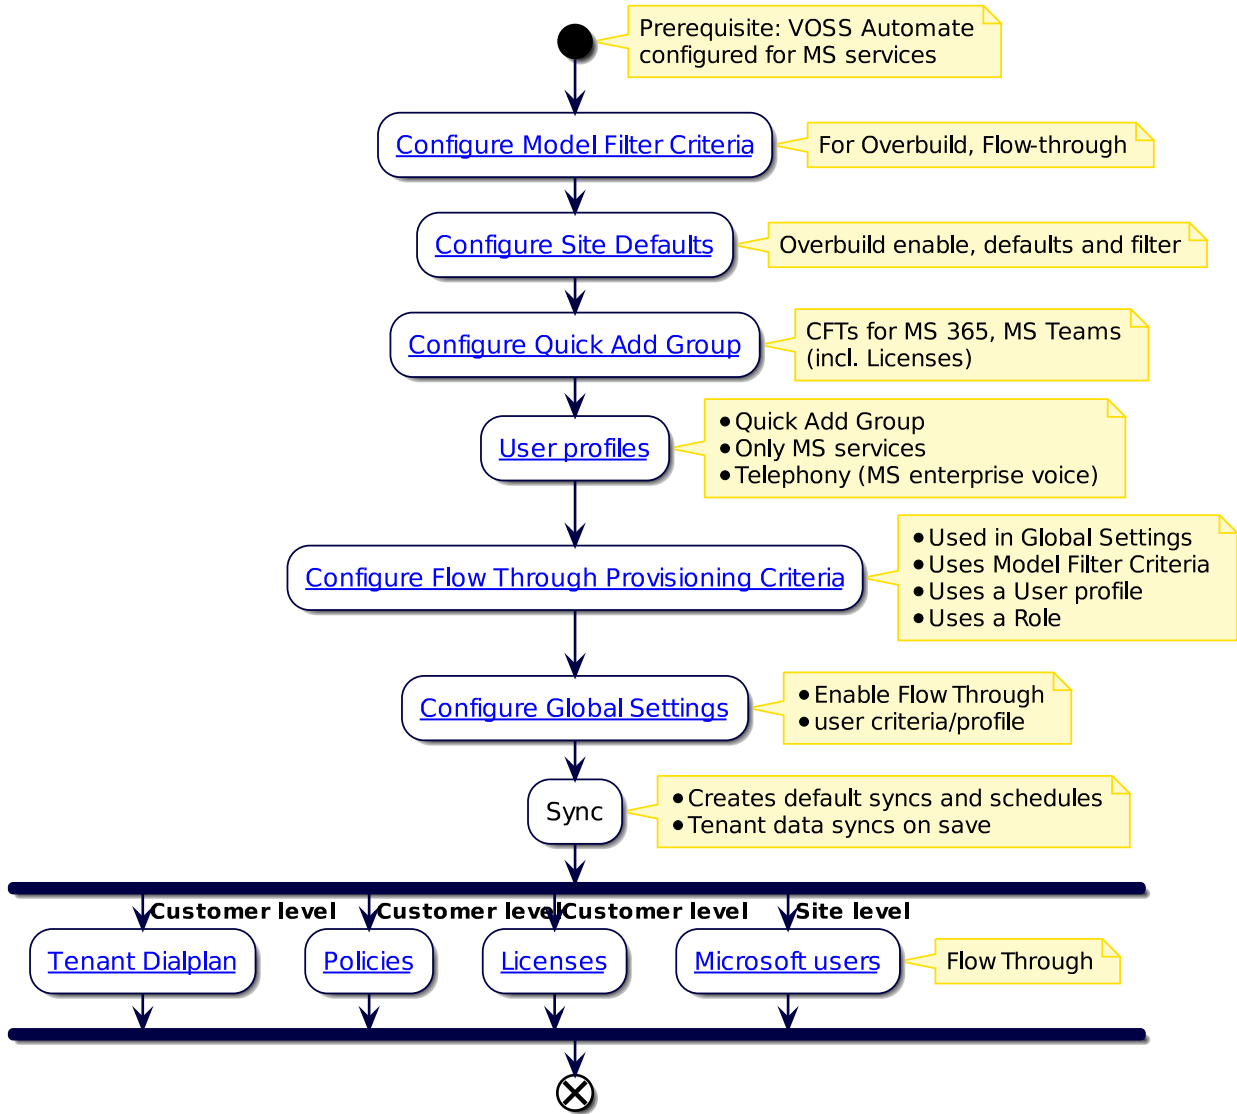 Prerequisite: VOSS Automate
configured for MS services
Configure Model Filter Criteria
For Overbuild, Flow-through
Configure Site Defaults
Overbuild enable, defaults and filter
Configure Quick Add Group
CFTs for MS 365, MS Teams
(incl. Licenses)
User profiles
• Quick Add Group
• Only MS services
• Telephony (MS enterprise voice)
Configure Flow Through Provisioning Criteria
• Used in Global Settings
• Uses Model Filter Criteria
• Uses a User profile
• Uses a Role
Configure Global Settings
• Enable Flow Through
• user criteria/profile
Sync
• Creates default syncs and schedules
• Tenant data syncs on save
Customer level
Customer level
Customer level
Site level
Tenant Dialplan
Policies
Licenses
Microsoft users
Flow Through